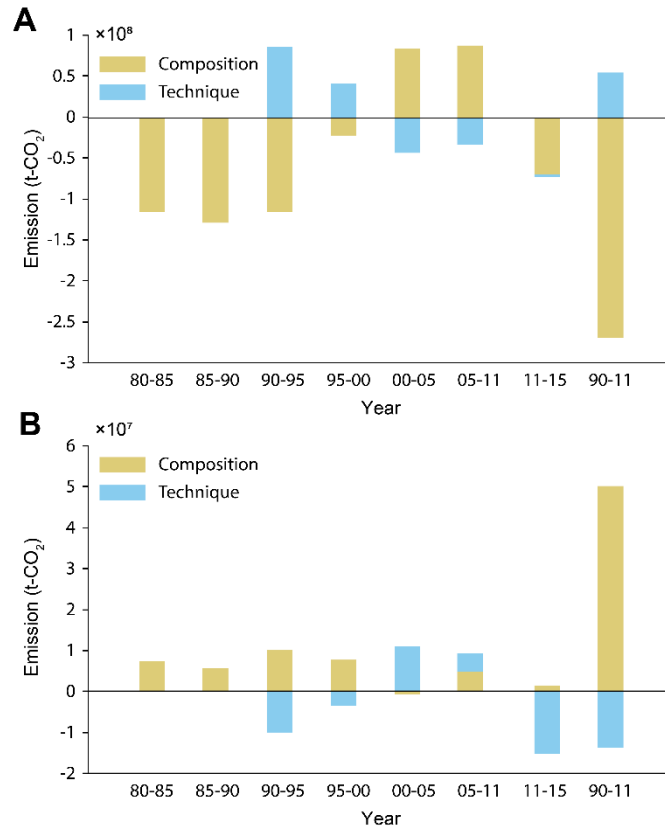 A
×10⁸
Composition
Technique
Emission (t-CO₂)
1
0.5
0
-0.5
-1
-1.5
-2
-2.5
-3
80-85 85-90 90-95 95-00 00-05 05-11 11-15 90-11
Year
B
×10⁷
Composition
Technique
Emission (t-CO₂)
6
5
4
3
2
1
0
-1
-2
80-85 85-90 90-95 95-00 00-05 05-11 11-15 90-11
Year